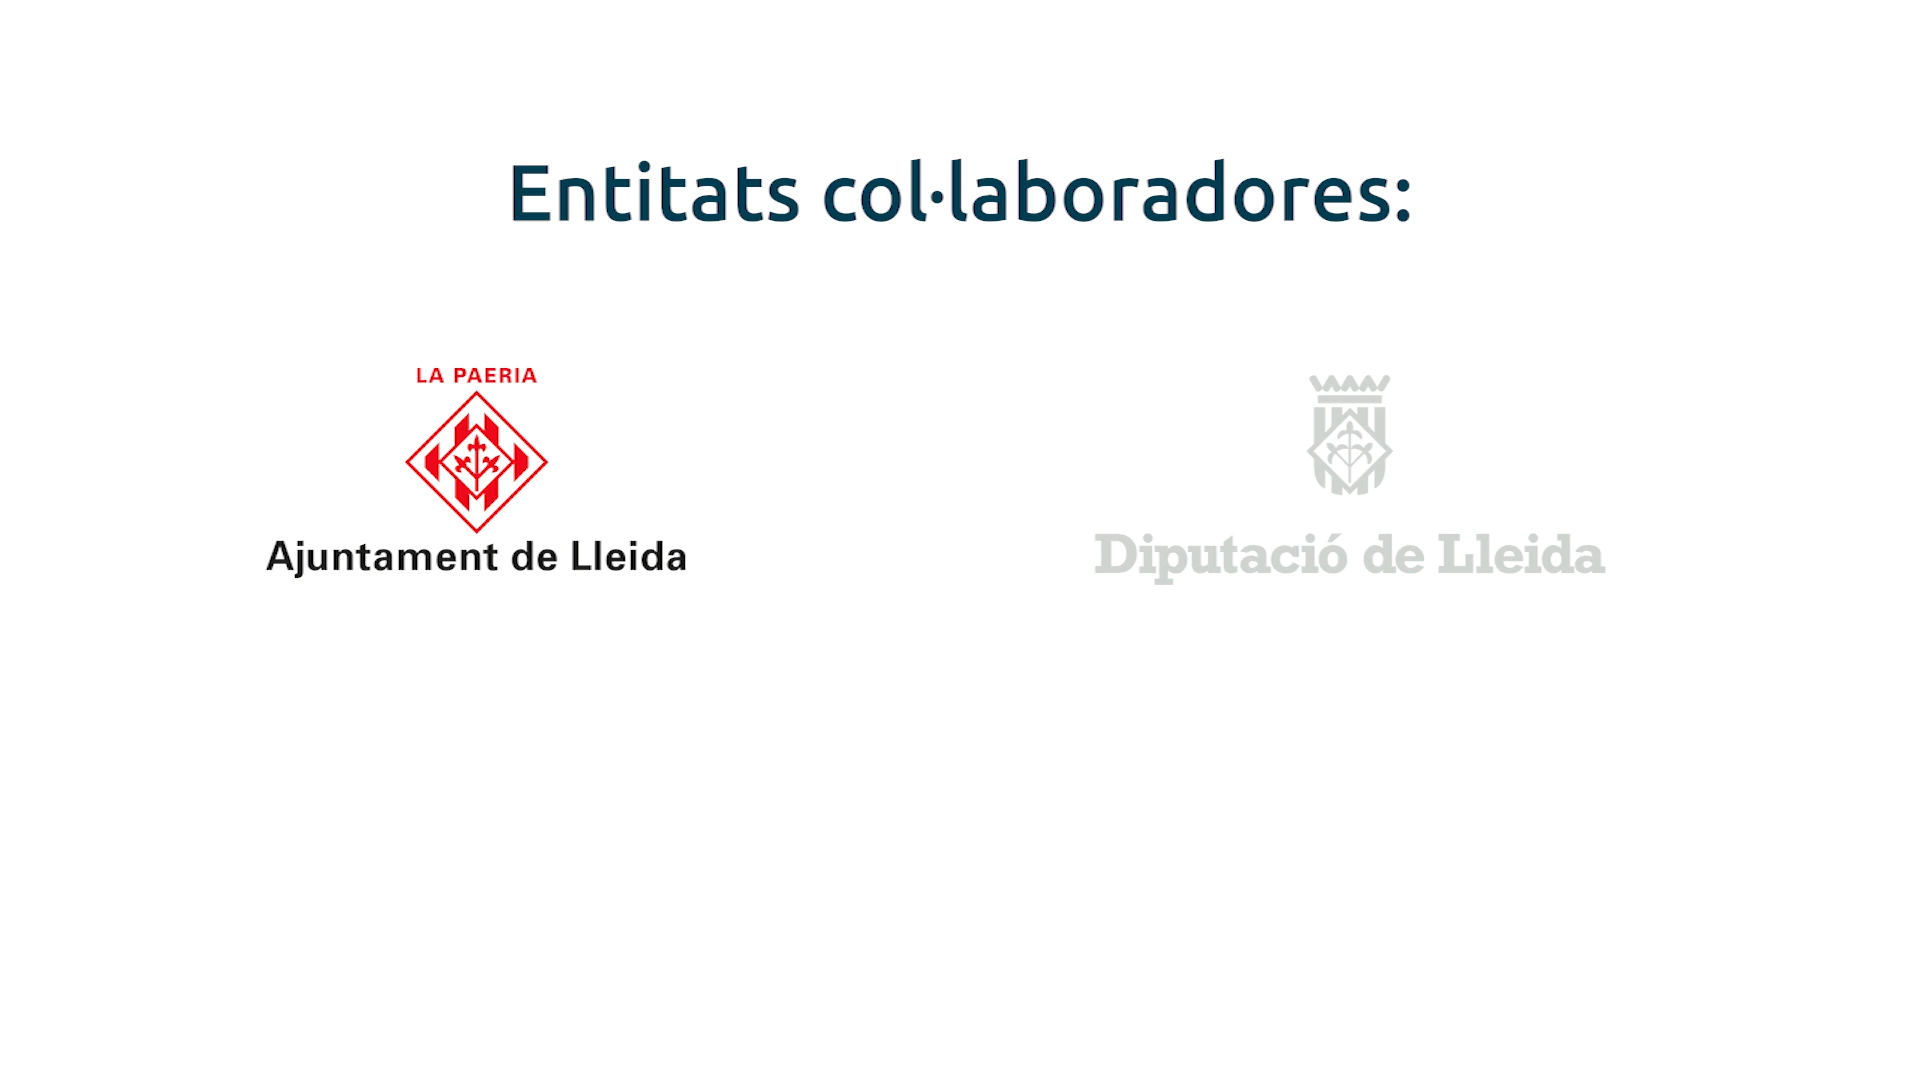 Entitats col·laboradores:
LA PAERIA
Ajuntament de Lleida
Diputació de Lleida